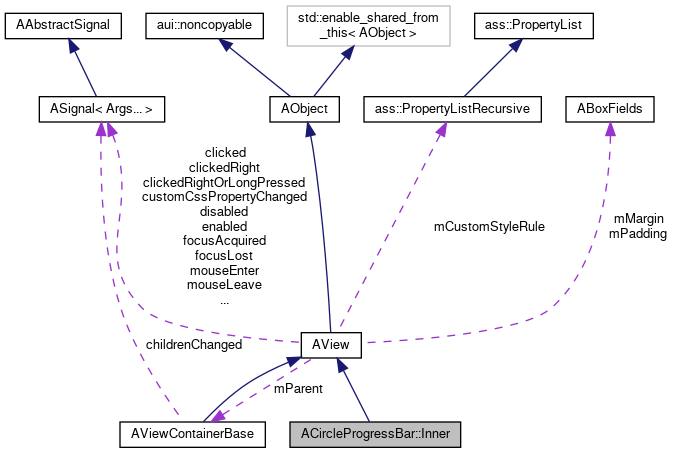 AAbstractSignal
aui::noncopyable
std::enable_shared_from
_this< AObject >
ass::PropertyList
ASignal< Args... >
AObject
ass::PropertyListRecursive
ABoxFields
clicked
clickedRight
clickedRightOrLongPressed
customCssPropertyChanged
disabled
enabled
focusAcquired
focusLost
mouseEnter
mouseLeave
...
mCustomStyleRule
mMargin
mPadding
childrenChanged
AView
mParent
AViewContainerBase
ACircleProgressBar::Inner